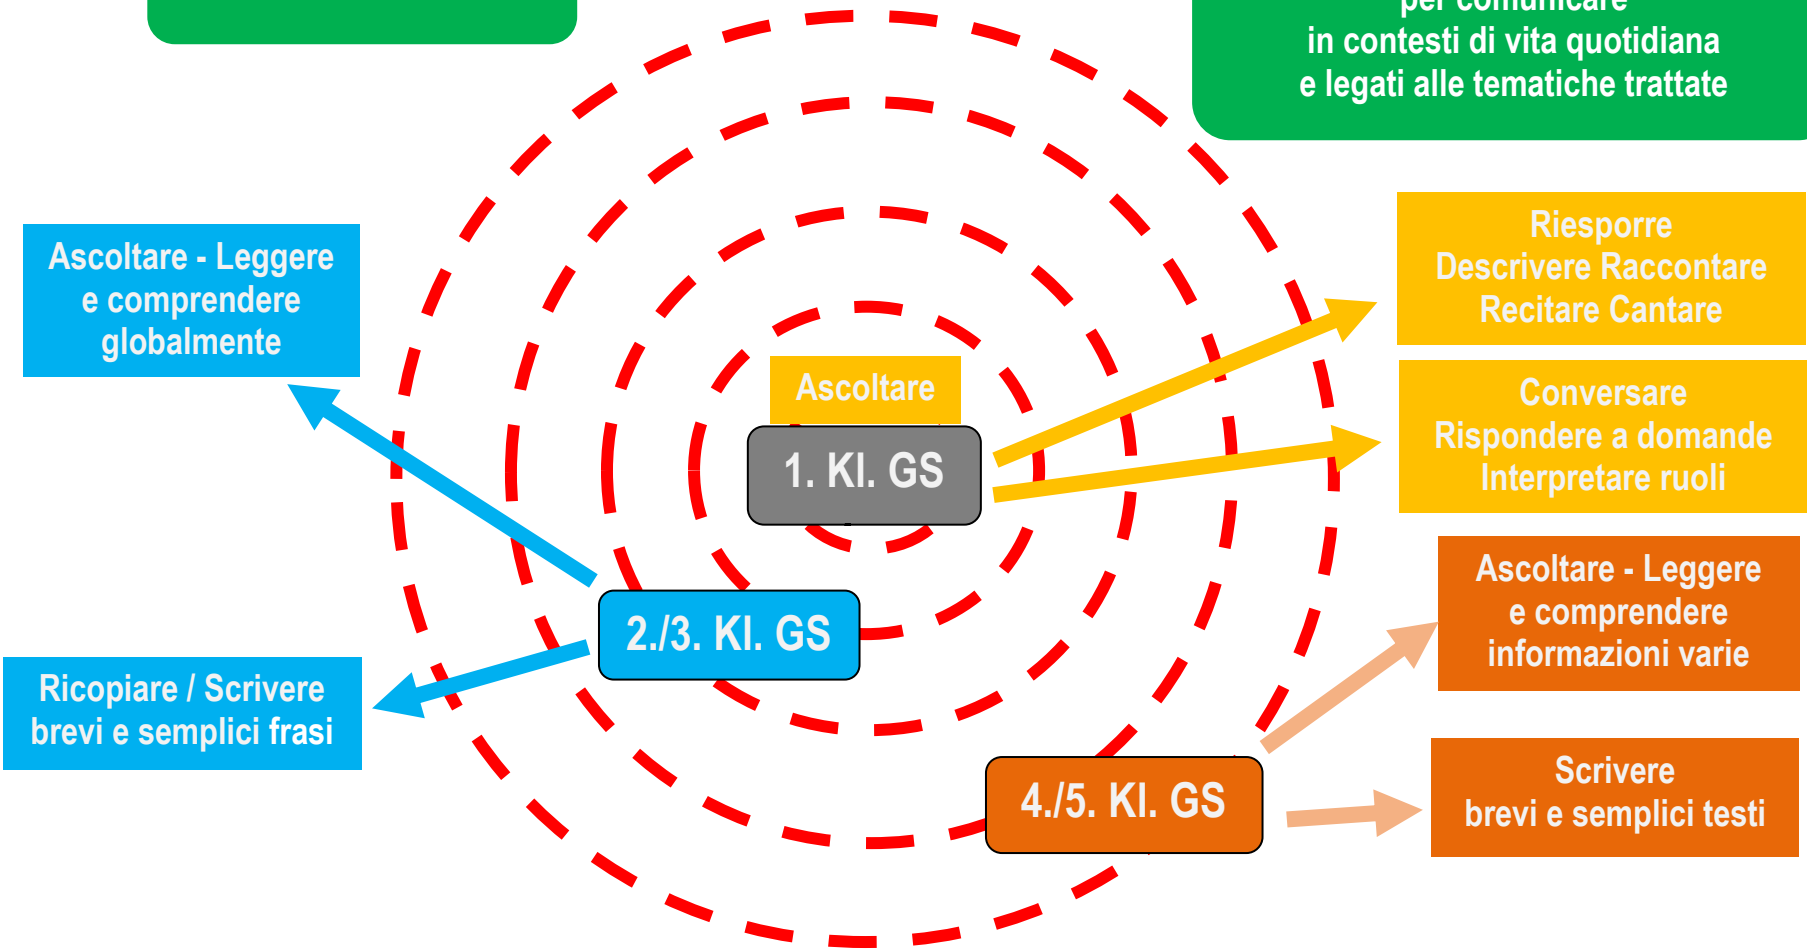 per comunicare
in contesti di vita quotidiana
e legati alle tematiche trattate
Ascoltare - Leggere
e comprendere
globalmente
Riesporre
Descrivere Raccontare
Recitare Cantare
Ascoltare
1. Kl. GS
Conversare
Rispondere a domande
Interpretare ruoli
2./3. Kl. GS
Ascoltare - Leggere
e comprendere
informazioni varie
Ricopiare / Scrivere
brevi e semplici frasi
4./5. Kl. GS
Scrivere
brevi e semplici testi